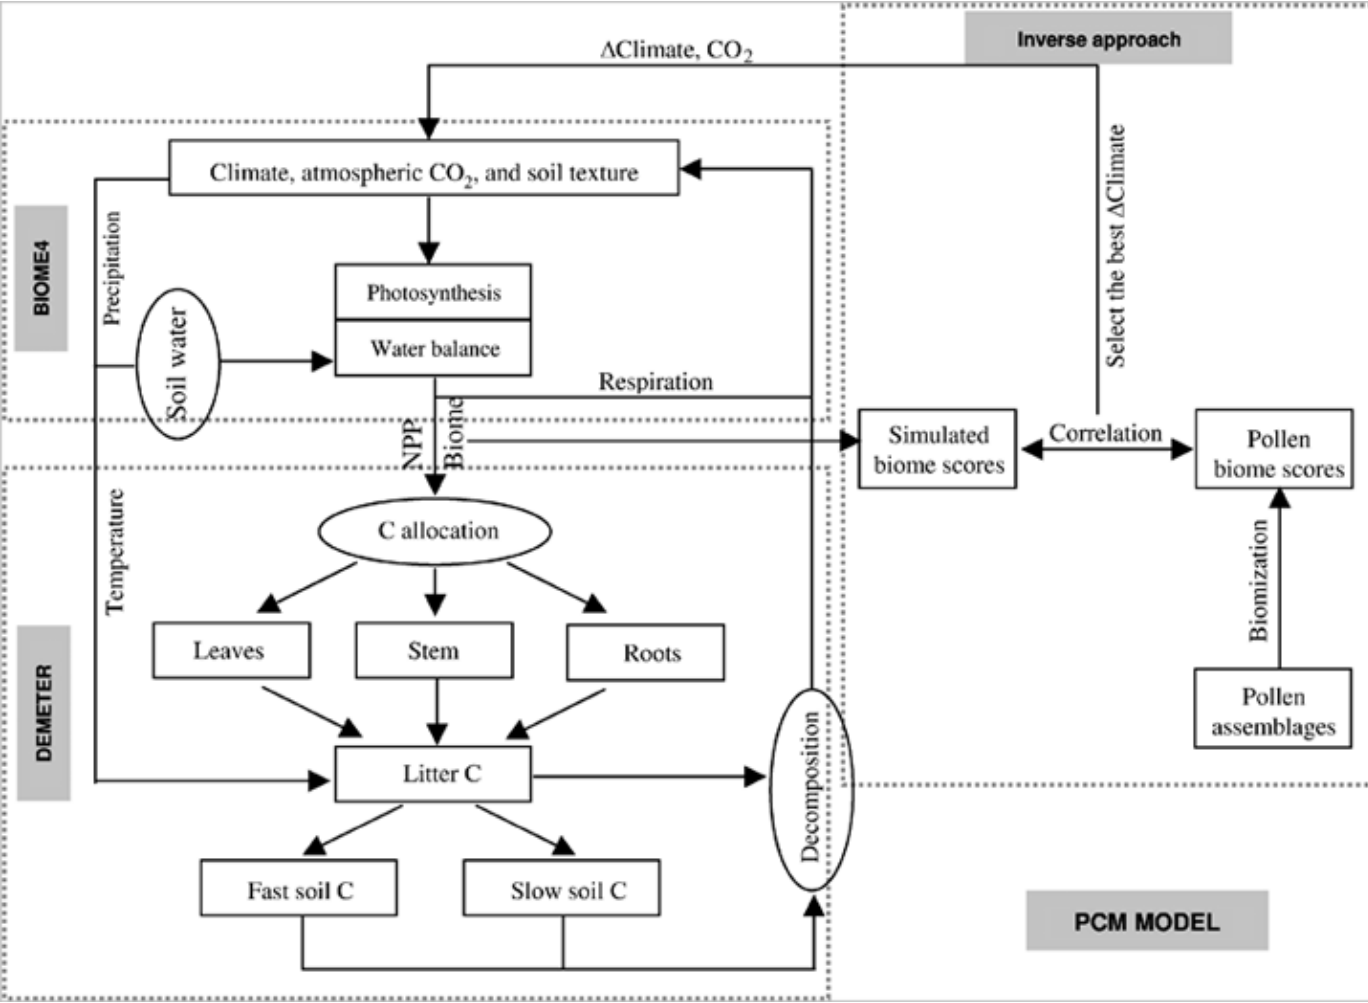 Inverse approach
ΔClimate, CO₂
Select the best ΔClimate
BIOME4
Climate, atmospheric CO₂, and soil texture
Precipitation
Photosynthesis
Water balance
Soil water
Respiration
NPP
Biome
Simulated
biome scores
Correlation
Pollen
biome scores
Biomization
Pollen
assemblages
DEMETER
Temperature
C allocation
Leaves
Stem
Roots
Litter C
Decomposition
Fast soil C
Slow soil C
PCM MODEL